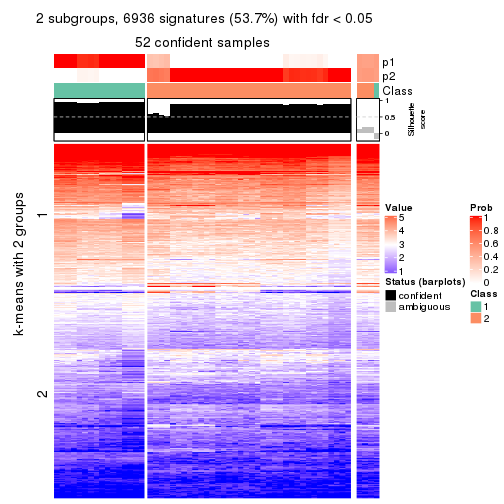 2 subgroups, 6936 signatures (53.7%) with fdr < 0.05
52 confident samples
p1
p2
Class
1
0.5
0
Silhouette
score
k-means with 2 groups
1
2
Value
5
4
3
2
1
Status (barplots)
confident
ambiguous
Prob
1
0.8
0.6
0.4
0.2
0
Class
1
2